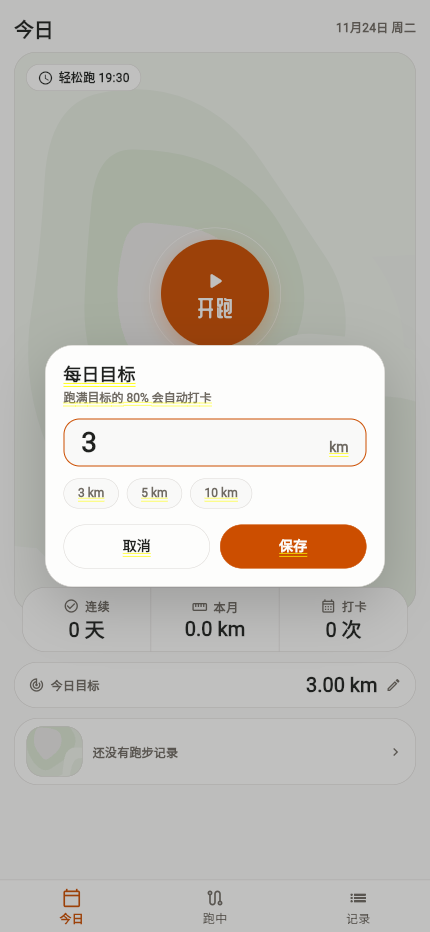 今日
11月24日 周二
轻松跑 19:30
开跑
每日目标
跑满目标的 80% 会自动打卡
3 km
3 km
5 km
10 km
取消
保存
连续
0 天
本月
0.0 km
打卡
0 次
今日目标
3.00 km
还没有跑步记录
今日
跑中
记录